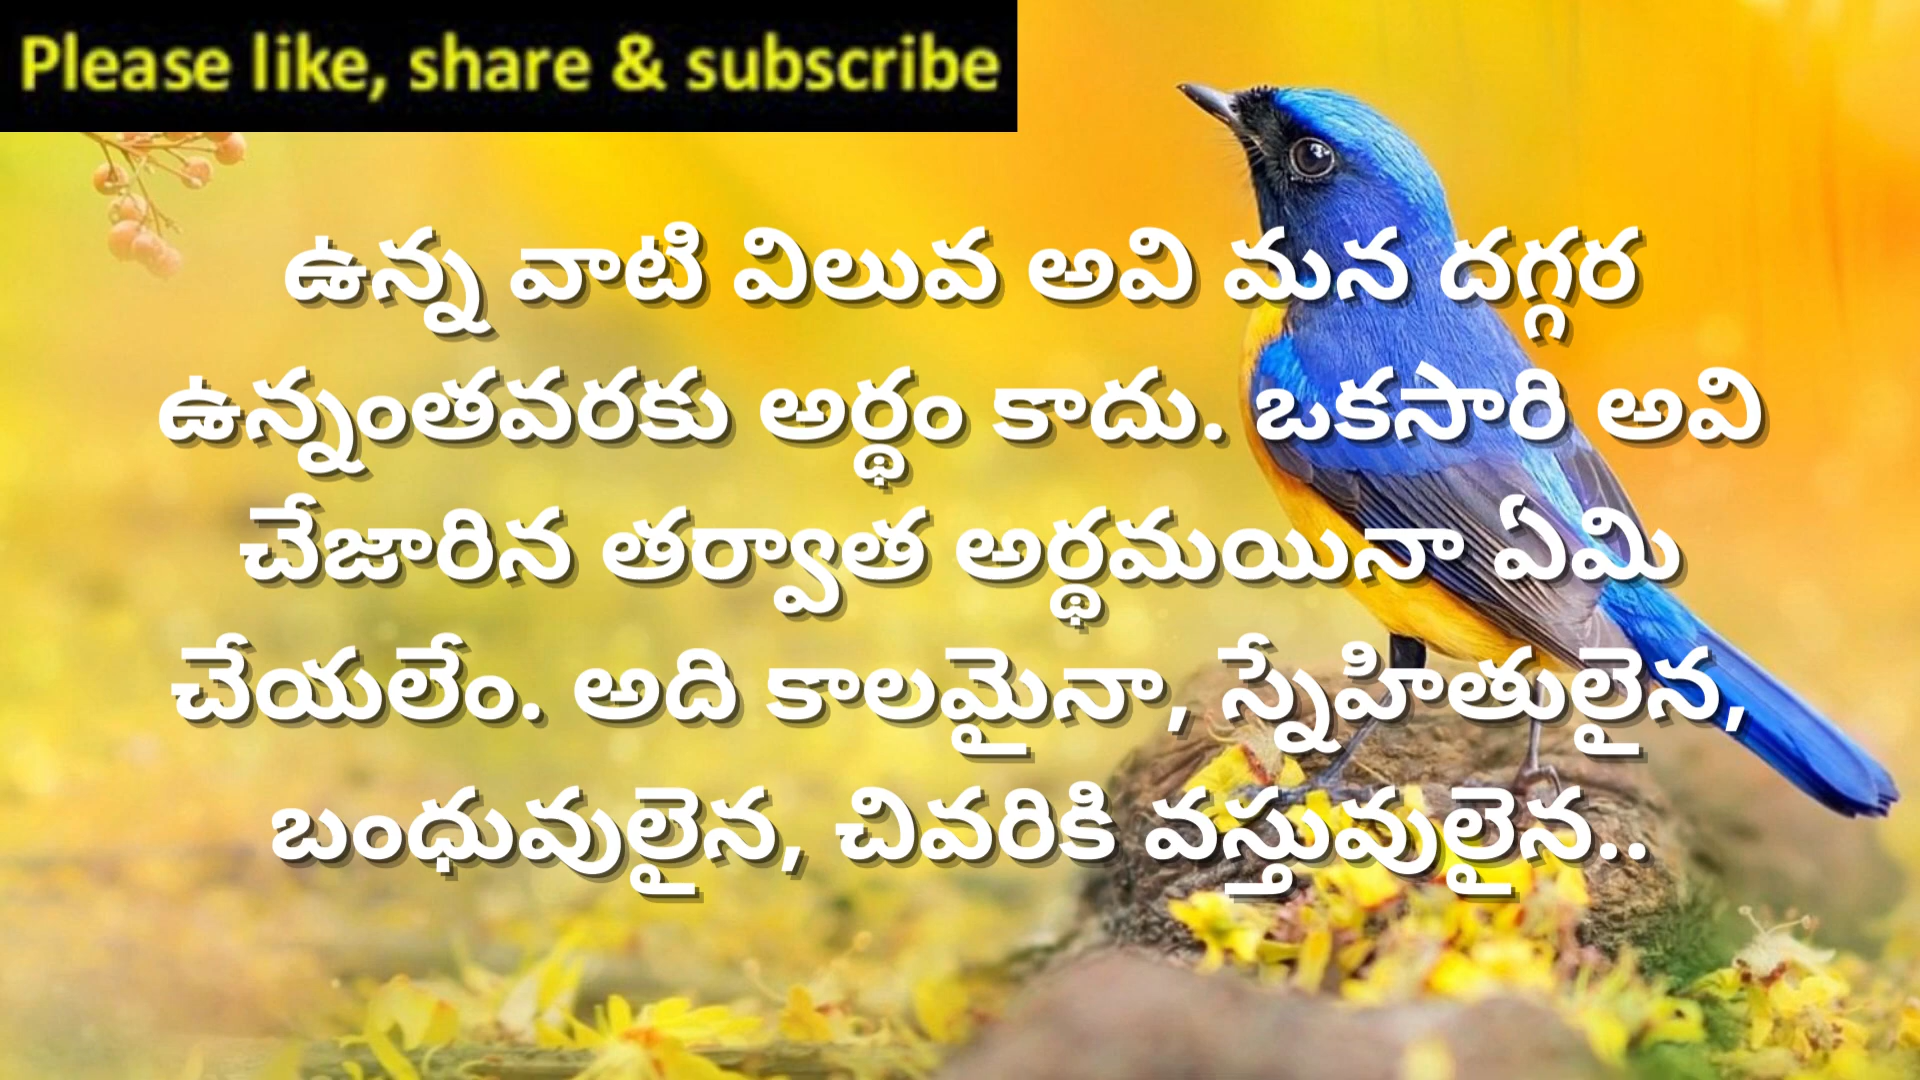 Please like, share & subscribe
ఉన్న వాటి విలువ అవి మన దగ్గర
ఉన్నంతవరకు అర్థం కాదు. ఒకసారి అవి
చేజారిన తర్వాత అర్థమయినా ఏమి
చేయలేం. అది కాలమైనా, స్నేహితులైన,
బంధువులైన, చివరికి వస్తువులైన..